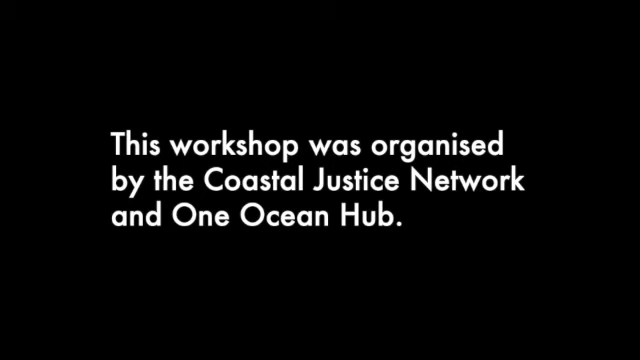 This workshop was organised
by the Coastal Justice Network
and One Ocean Hub.